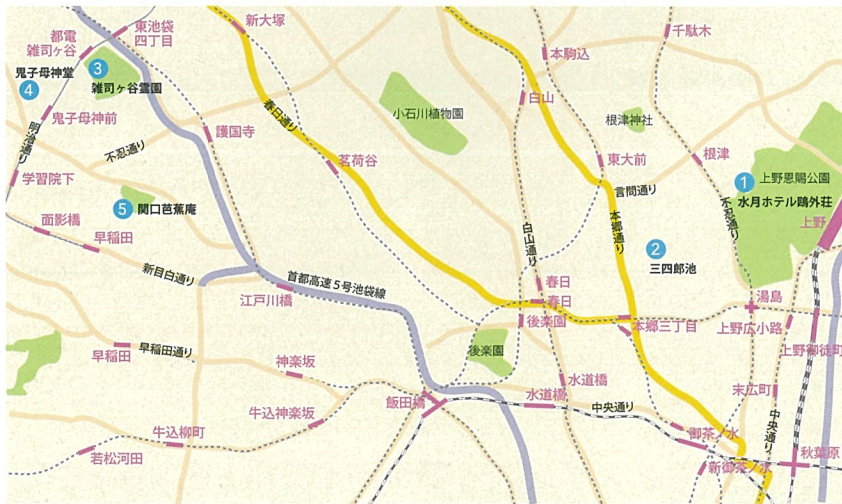 新大塚
東池袋
四丁目
都電
雑司ヶ谷
千駄木
本駒込
鬼子母神堂
3
雑司ヶ谷霊園
4
白山
小石川植物園
根津神社
春日通り
鬼子母神前
護国寺
不忍通り
明治通り
茗荷谷
東大前
根津
学習院下
言問通り
1
上野恩賜公園
水月ホテル鷗外荘
不忍通り
上野
5
関口芭蕉庵
面影橋
早稲田
本郷通り
白山通り
2
三四郎池
新目白通り
首都高速5号池袋線
江戸川橋
春日
春日
湯島
後楽園
本郷三丁目
上野広小路
上野御徒町
早稲田
早稲田通り
後楽園
神楽坂
水道橋
飯田橋
水道橋
中央通り
末広町
牛込神楽坂
牛込柳町
御茶ノ水
中央通り
若松河田
新御茶ノ水
秋葉原